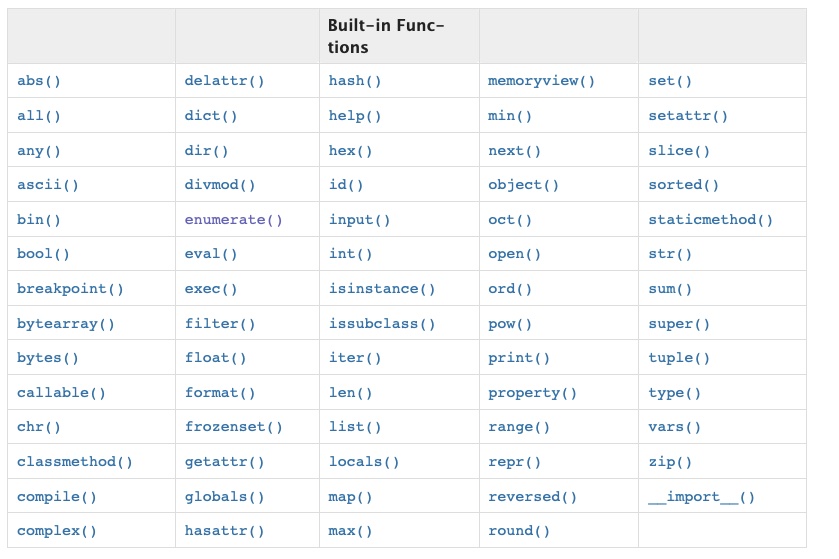 Built-in Func-
tions
abs() delattr() hash() memoryview() set()
all() dict() help() min() setattr()
any() dir() hex() next() slice()
ascii() divmod() id() object() sorted()
bin() enumerate() input() oct() staticmethod()
bool() eval() int() open() str()
breakpoint() exec() isinstance() ord() sum()
bytearray() filter() issubclass() pow() super()
bytes() float() iter() print() tuple()
callable() format() len() property() type()
chr() frozenset() list() range() vars()
classmethod() getattr() locals() repr() zip()
compile() globals() map() reversed() __import__()
complex() hasattr() max() round()